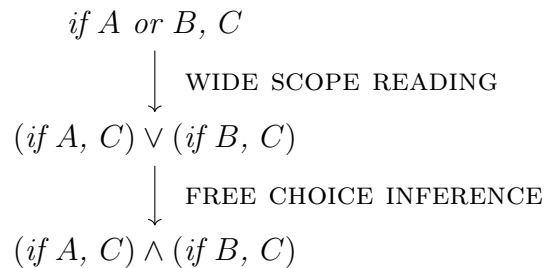 if A or B, C
WIDE SCOPE READING
(if A, C) ∨ (if B, C)
FREE CHOICE INFERENCE
(if A, C) ∧ (if B, C)